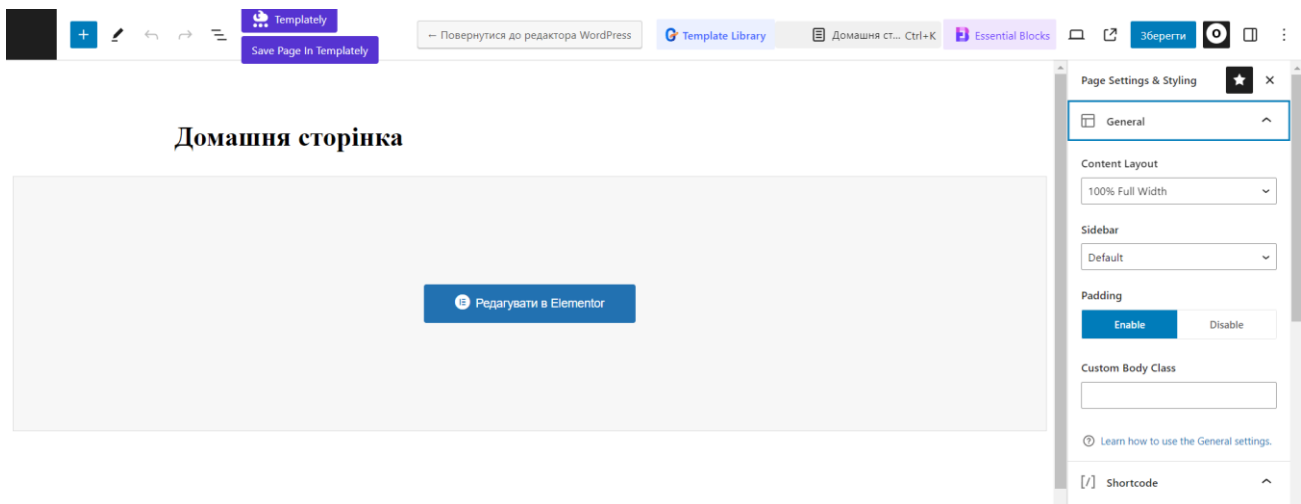 Templately
Save Page In Templately
← Повернутися до редактора WordPress
Template Library
Домашня ст... Ctrl+K
Essential Blocks
Зберегти
Page Settings & Styling
General
Домашня сторінка
Content Layout
100% Full Width
Sidebar
Default
Редагувати в Elementor
Padding
Enable Disable
Custom Body Class
Learn how to use the General settings.
[/] Shortcode